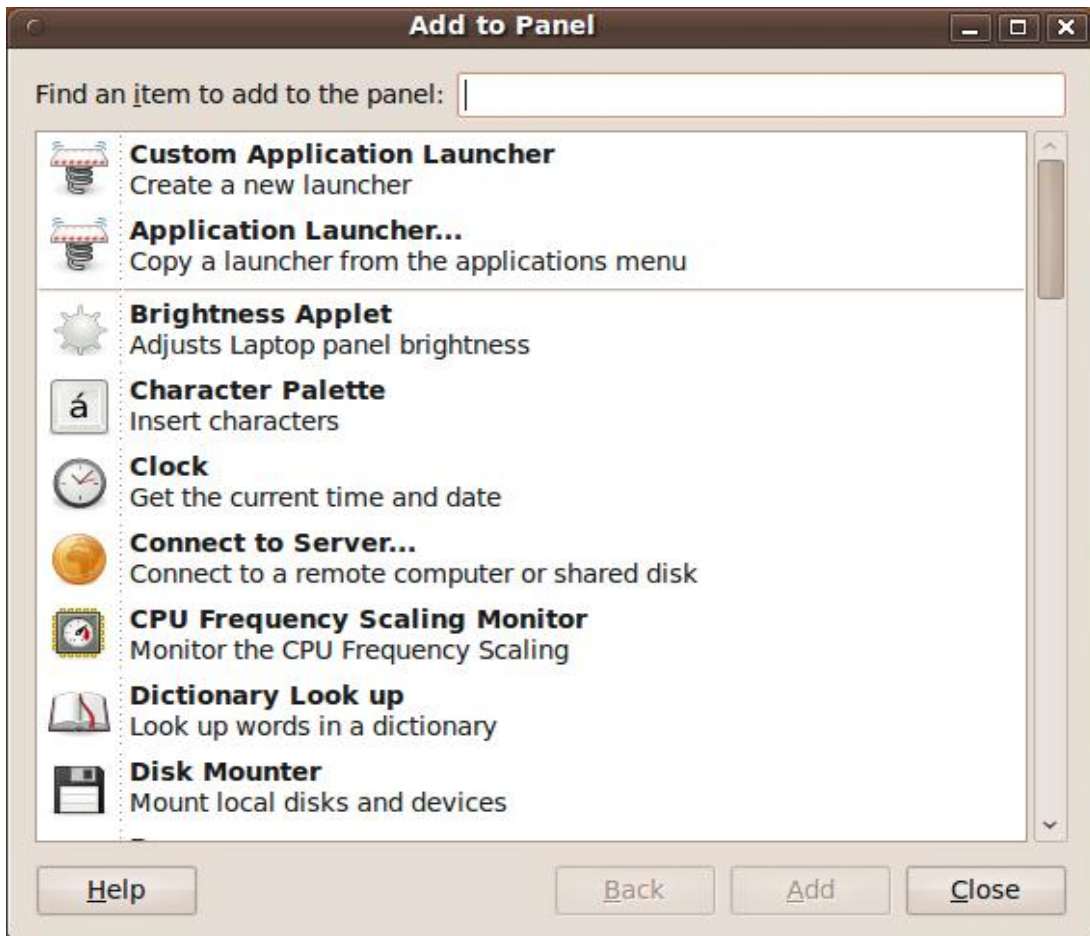 Add to Panel
Find an item to add to the panel:
Custom Application Launcher
Create a new launcher
Application Launcher...
Copy a launcher from the applications menu
Brightness Applet
Adjusts Laptop panel brightness
á
Character Palette
Insert characters
Clock
Get the current time and date
Connect to Server...
Connect to a remote computer or shared disk
CPU Frequency Scaling Monitor
Monitor the CPU Frequency Scaling
Dictionary Look up
Look up words in a dictionary
Disk Mounter
Mount local disks and devices
Help Back Add Close